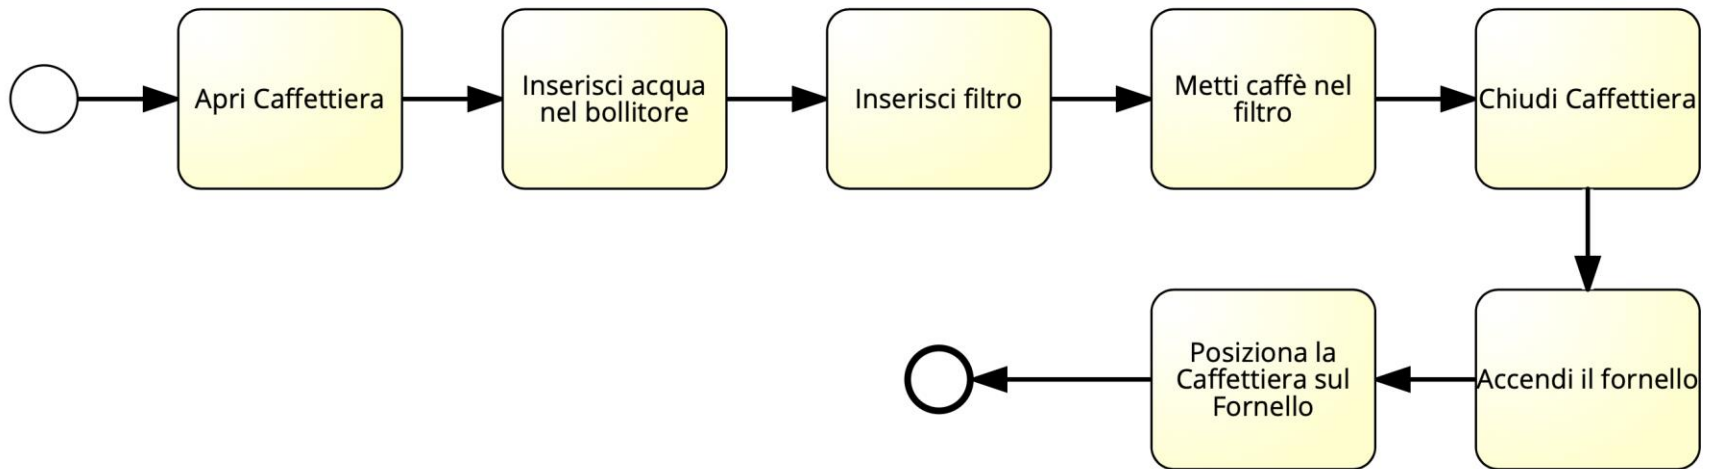 Apri Caffettiera
Inserisci acqua
nel bollitore
Inserisci filtro
Metti caffè nel
filtro
Chiudi Caffettiera
Accendi il fornello
Posiziona la
Caffettiera sul
Fornello